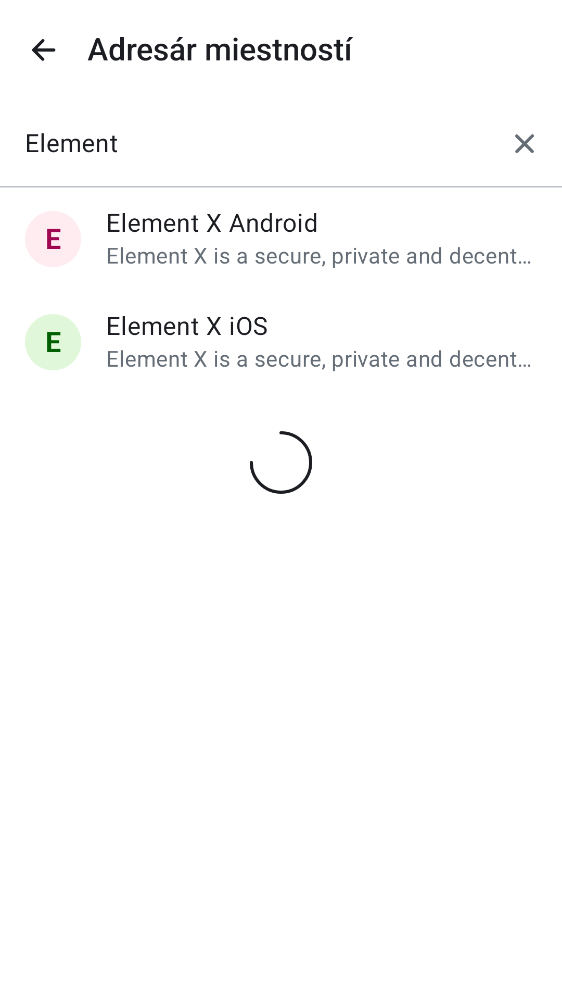 Adresár miestností
Element
E
Element X Android
Element X is a secure, private and decent…
E
Element X iOS
Element X is a secure, private and decent…